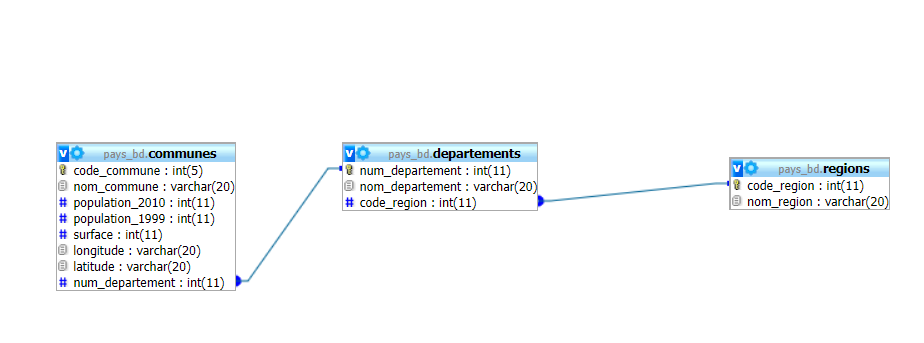 pays_bd.communes
code_commune : int(5)
nom_commune : varchar(20)
population_2010 : int(11)
population_1999 : int(11)
surface : int(11)
longitude : varchar(20)
latitude : varchar(20)
num_departement : int(11)
pays_bd.departements
num_departement : int(11)
nom_departement : varchar(20)
code_region : int(11)
pays_bd.regions
code_region : int(11)
nom_region : varchar(20)